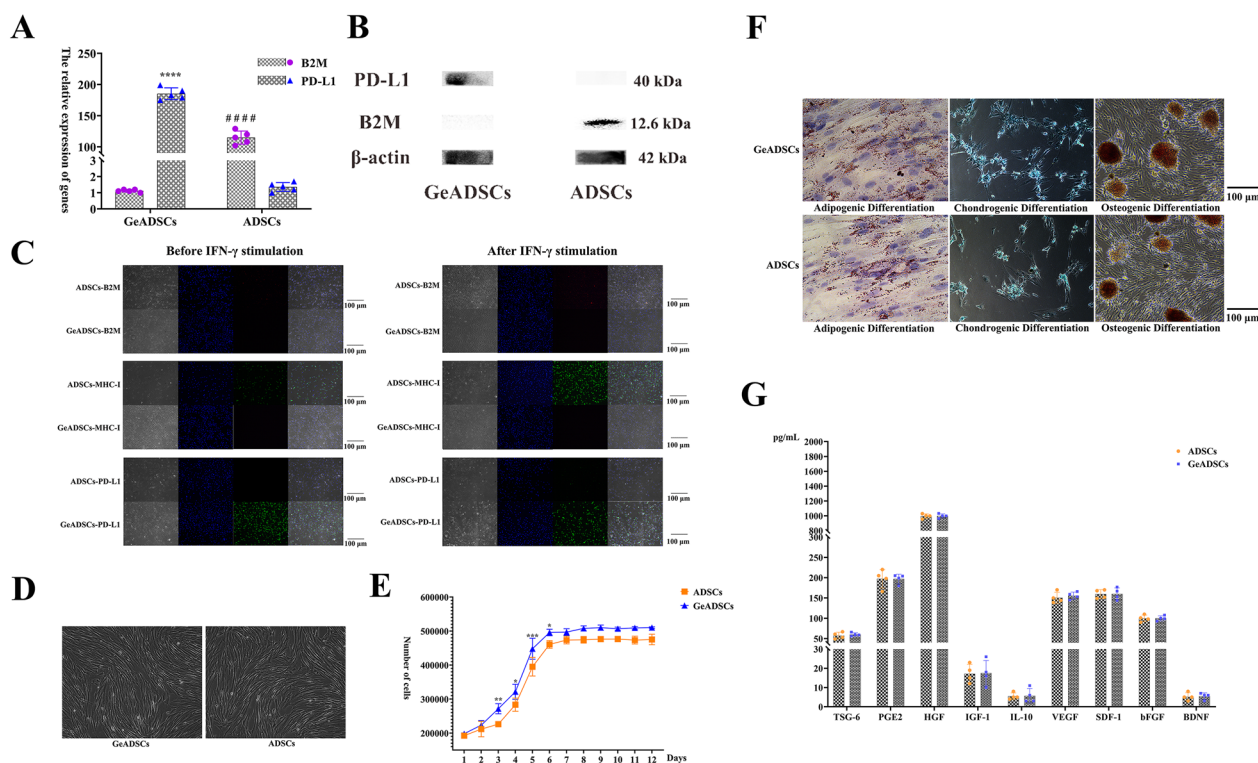 A
The relative expression of genes
250
200
150
100
3
2
1
0
****
####
B2M
PD-L1
GeADSCs
ADSCs
B
PD-L1
40 kDa
B2M
12.6 kDa
β-actin
42 kDa
GeADSCs
ADSCs
C
Before IFN-γ stimulation
After IFN-γ stimulation
ADSCs-B2M
100 μm
GeADSCs-B2M
100 μm
ADSCs-MHC-I
100 μm
GeADSCs-MHC-I
100 μm
ADSCs-PD-L1
100 μm
GeADSCs-PD-L1
100 μm
ADSCs-B2M
100 μm
GeADSCs-B2M
100 μm
ADSCs-MHC-I
100 μm
GeADSCs-MHC-I
100 μm
ADSCs-PD-L1
100 μm
GeADSCs-PD-L1
100 μm
D
GeADSCs
ADSCs
E
ADSCs
GeADSCs
Number of cells
600000
500000
400000
300000
200000
**
*
***
*
1 2 3 4 5 6 7 8 9 10 11 12
Days
F
GeADSCs
Adipogenic Differentiation
Chondrogenic Differentiation
Osteogenic Differentiation
100 μm
ADSCs
Adipogenic Differentiation
Chondrogenic Differentiation
Osteogenic Differentiation
100 μm
G
pg/mL
ADSCs
GeADSCs
2000
1800
1600
1400
1200
1000
800
300
250
200
150
100
50
30
20
10
0
TSG-6 PGE2 HGF IGF-1 IL-10 VEGF SDF-1 bFGF BDNF